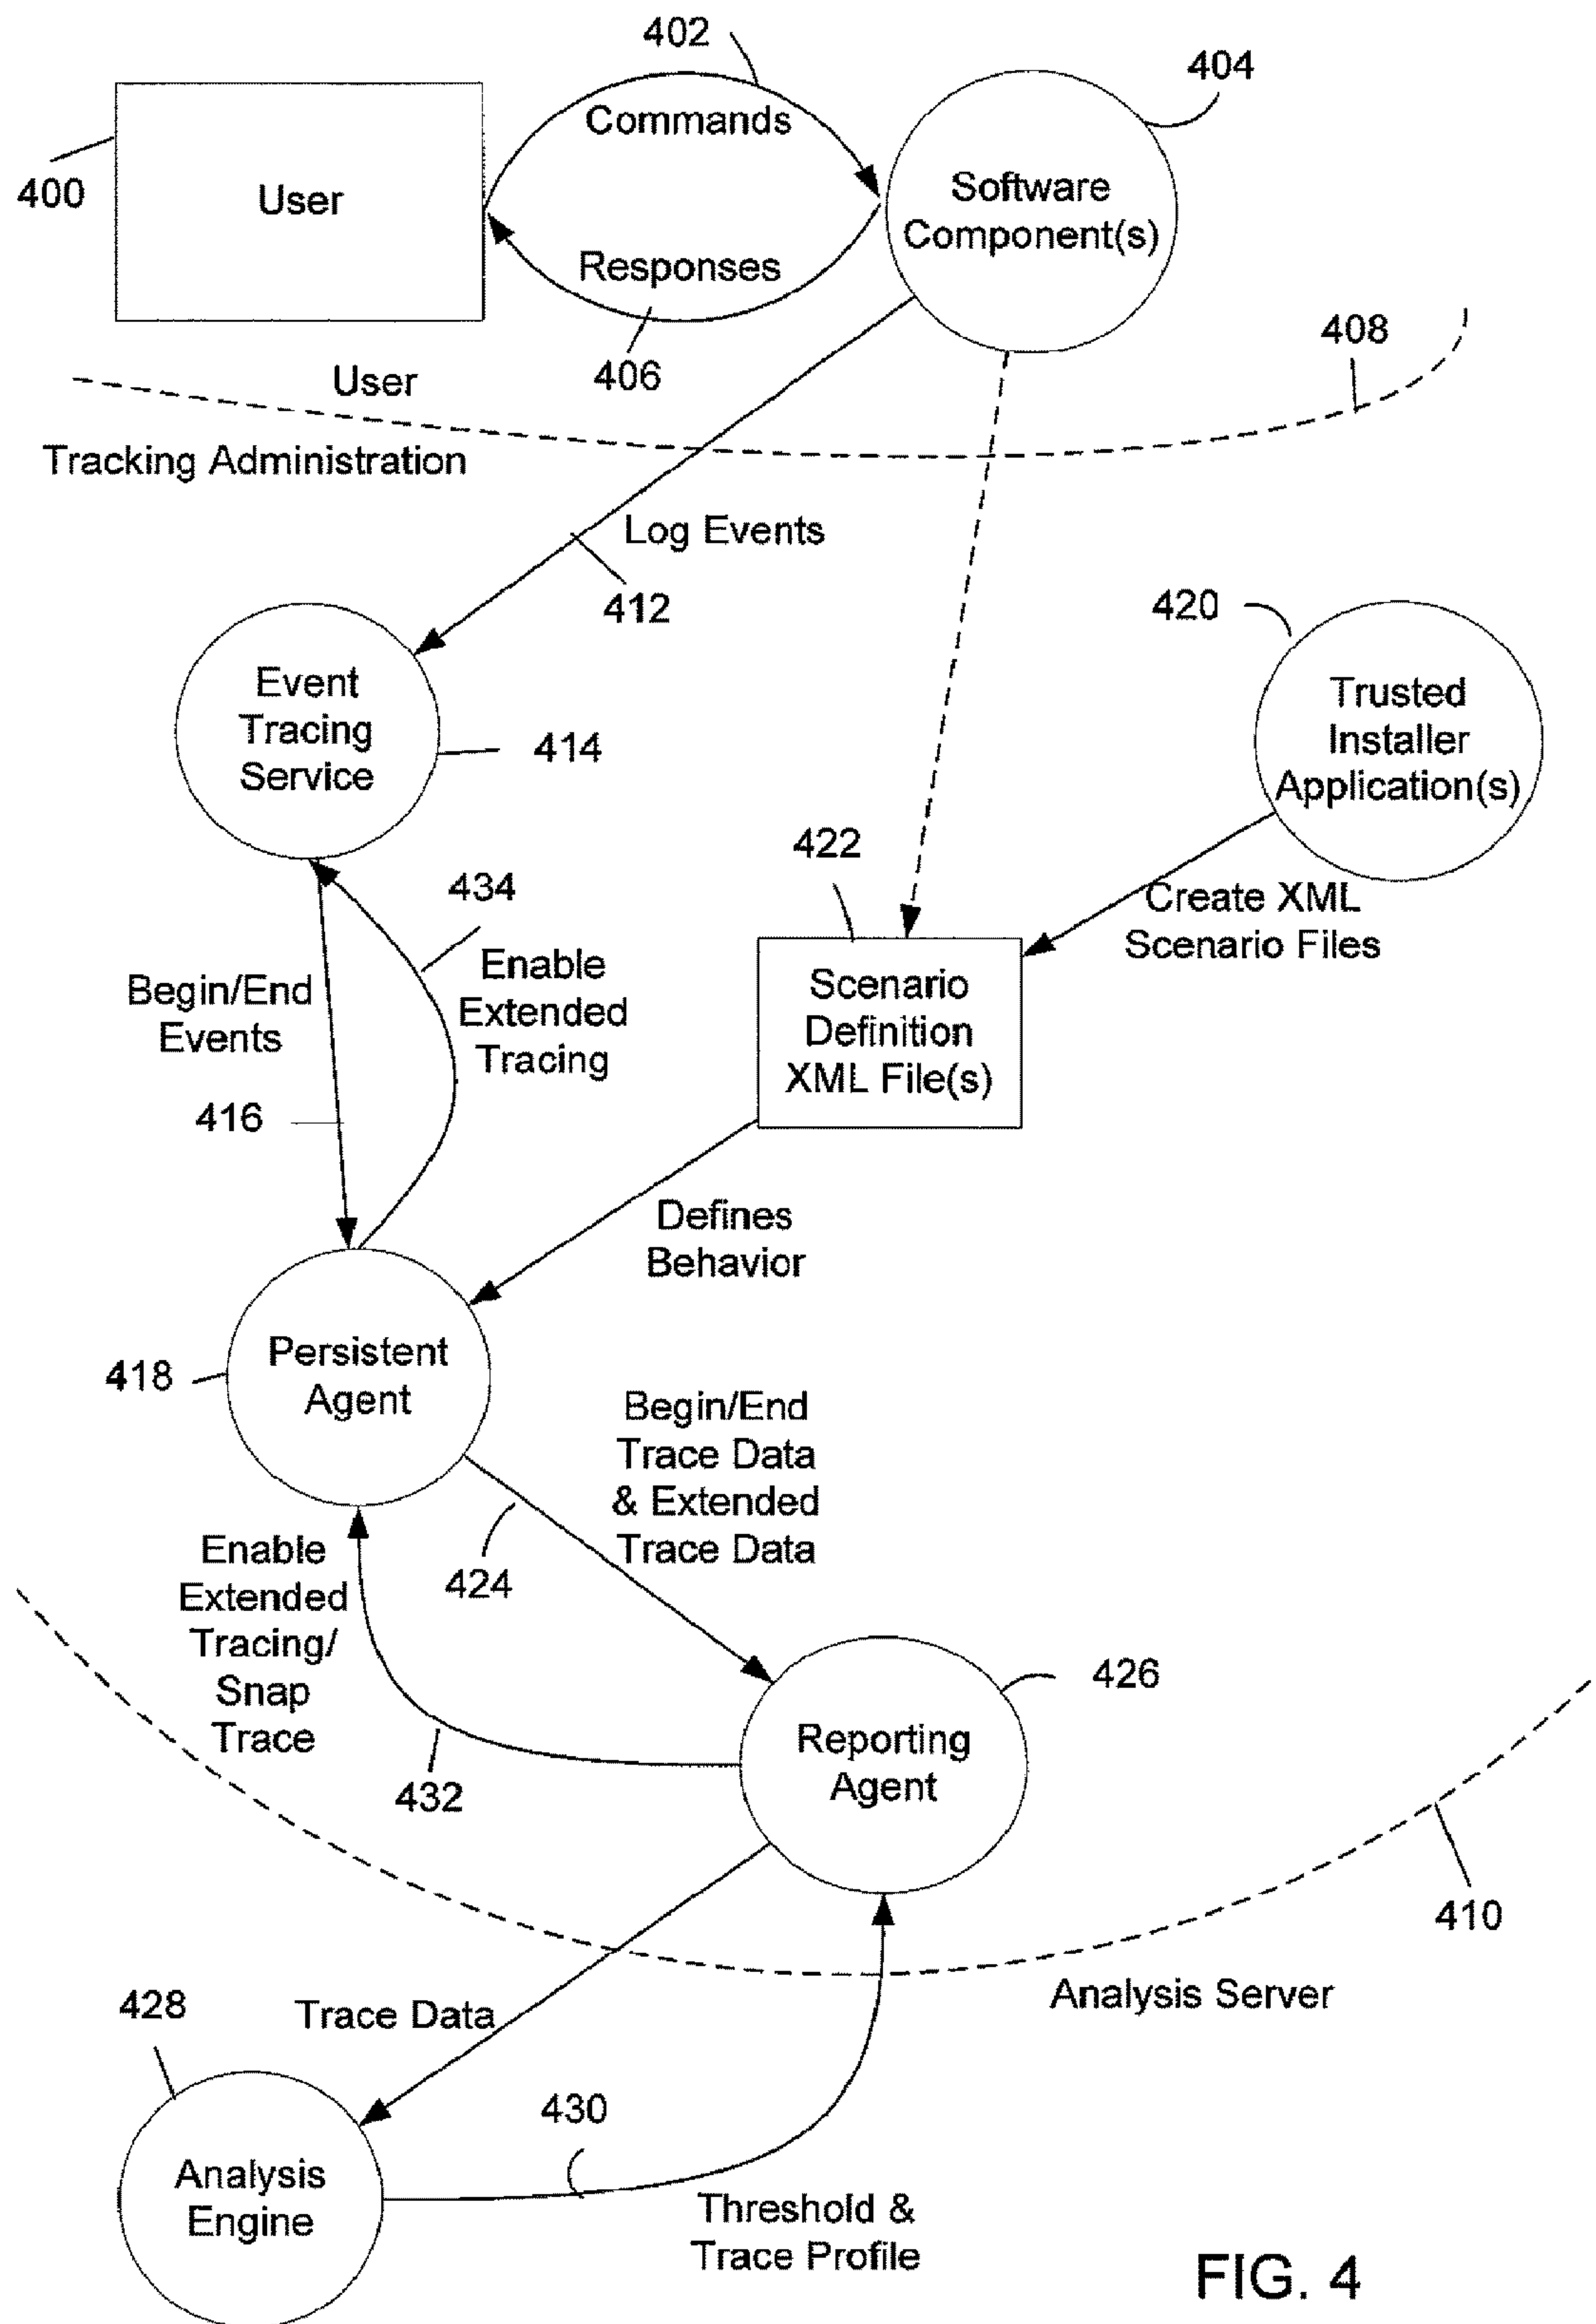 402
404
Commands
400
User
Software
Component(s)
Responses
406
408
User
Tracking Administration
Log Events
412
420
Event
Tracing
Service
414
Trusted
Installer
Application(s)
422
434
Create XML
Scenario Files
Begin/End
Events
Enable
Extended
Tracing
Scenario
Definition
XML File(s)
416
Defines
Behavior
418
Persistent
Agent
Begin/End
Trace Data
& Extended
Trace Data
424
Enable
Extended
Tracing/
Snap
Trace
432
426
Reporting
Agent
410
Analysis Server
428
Trace Data
430
Analysis
Engine
Threshold &
Trace Profile
FIG. 4